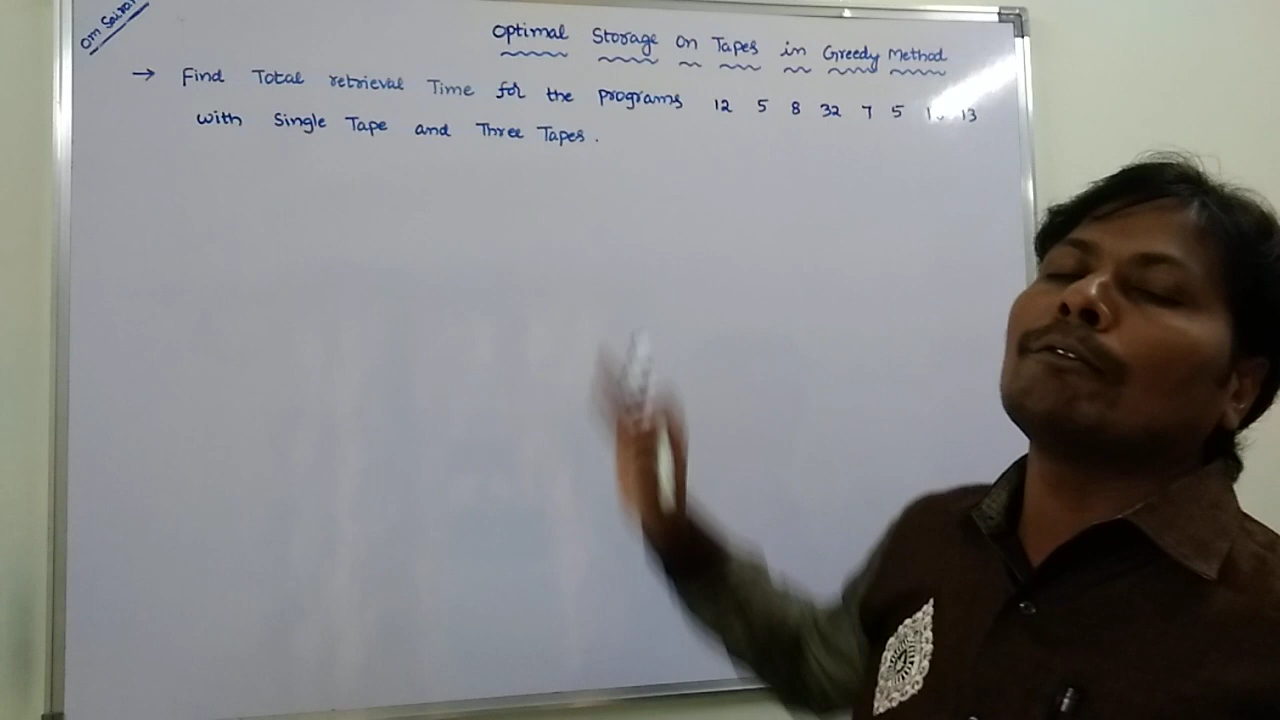 Om Sairam
Optimal Storage on Tapes in Greedy Method
→ Find Total retrieval Time for the programs 12 5 8 32 7 5 13
with Single Tape and Three Tapes.